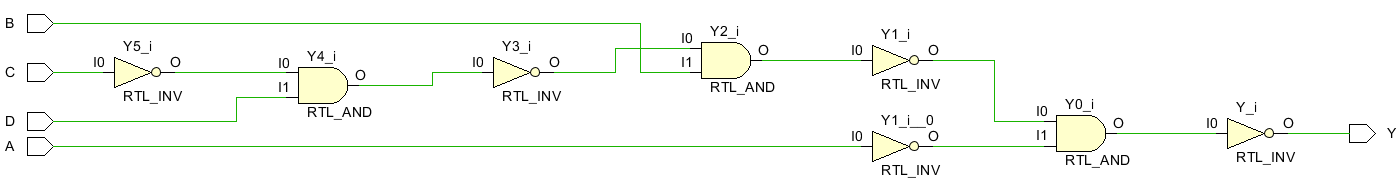 B
C
D
A
Y5_i
I0
O
RTL_INV
Y4_i
I0
I1
O
RTL_AND
Y3_i
I0
O
RTL_INV
Y2_i
I0
I1
O
RTL_AND
Y1_i
I0
O
RTL_INV
Y1_i__0
I0
O
RTL_INV
Y0_i
I0
I1
O
RTL_AND
Y_i
I0
O
RTL_INV
Y